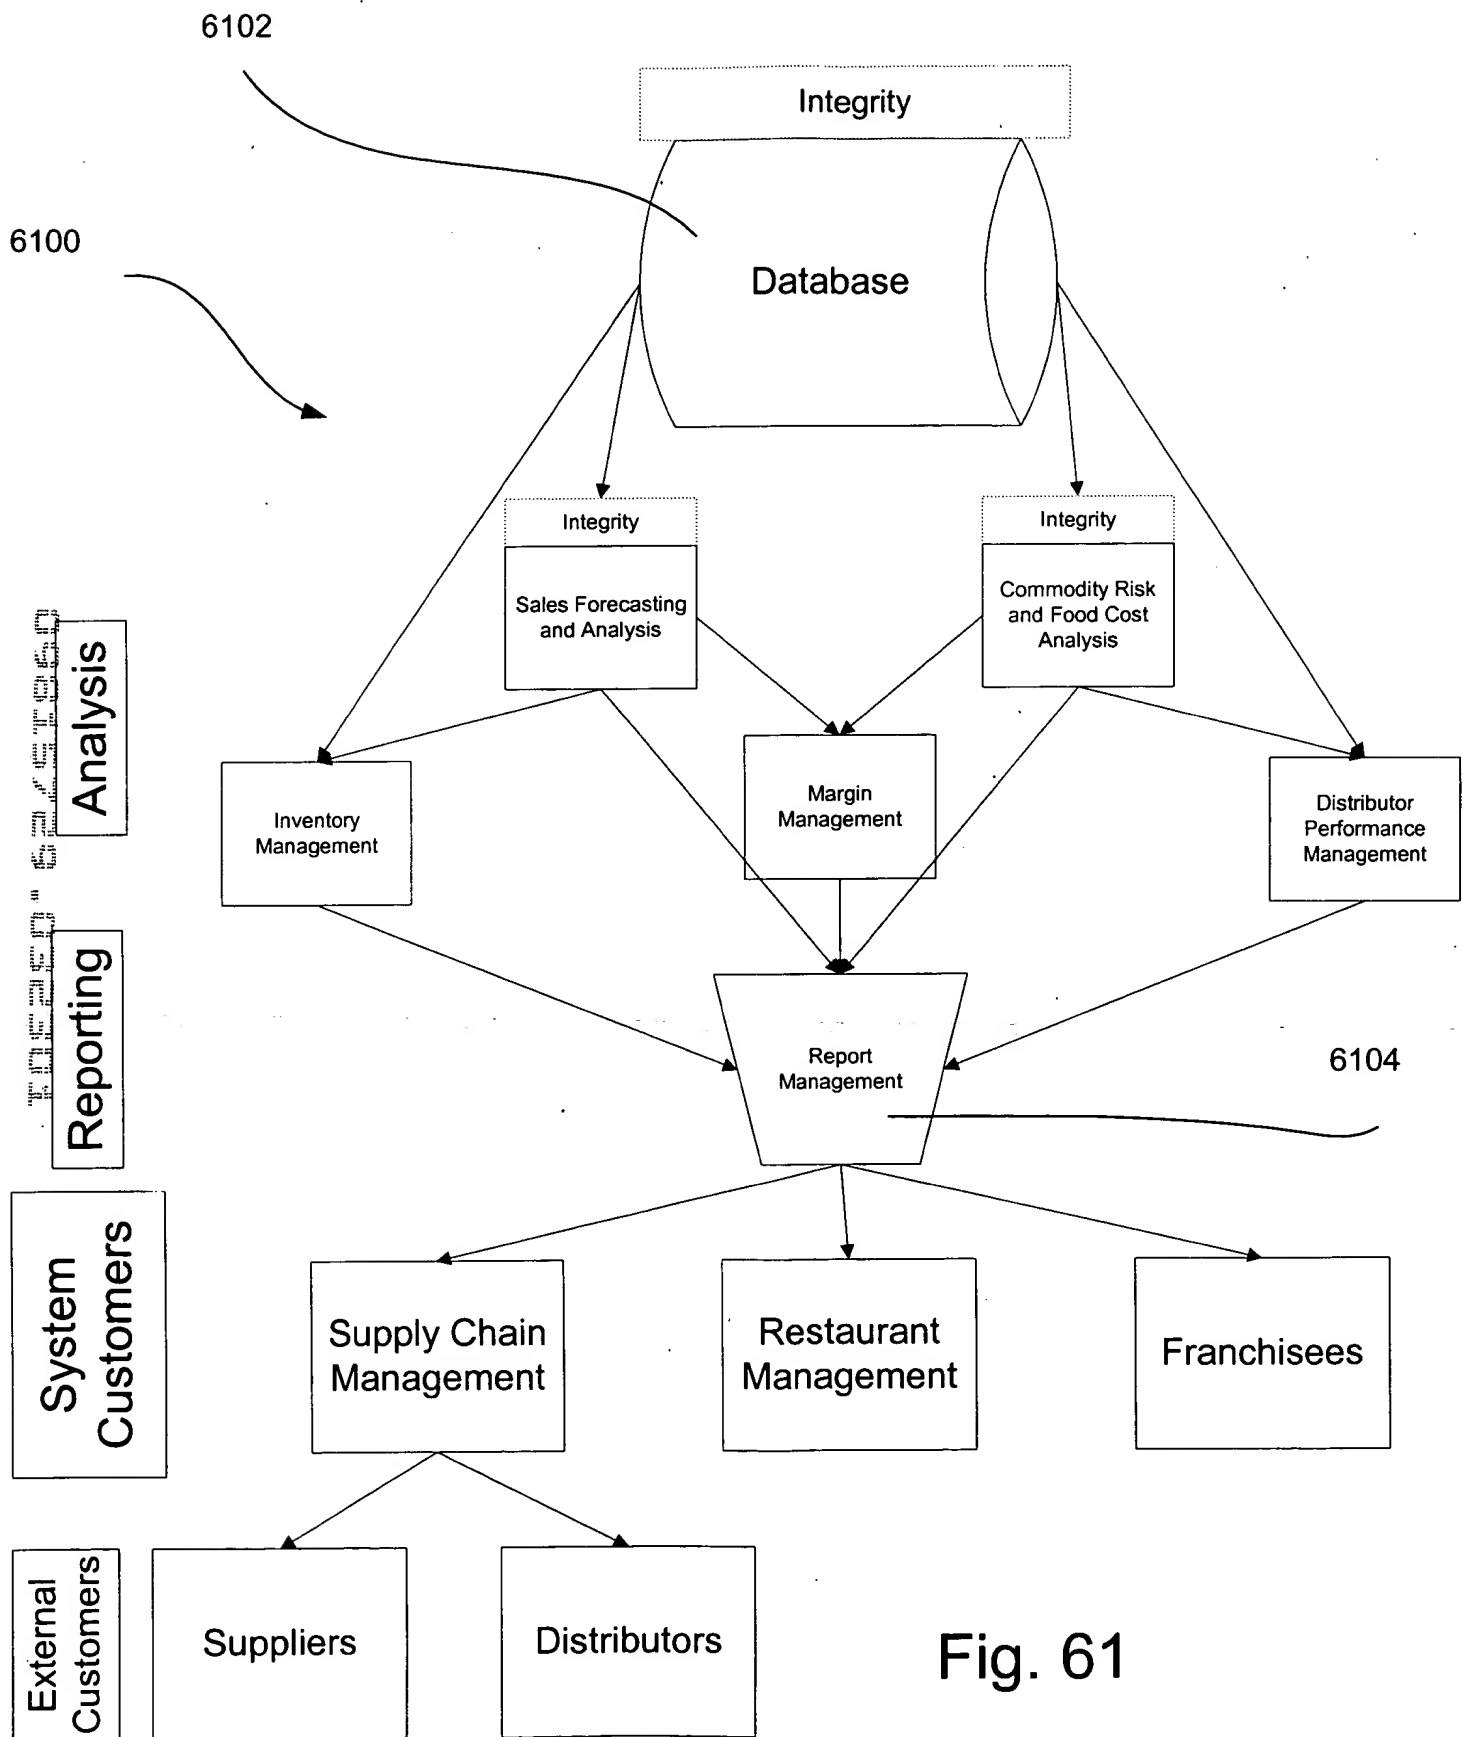 6102
Integrity
6100
Database
Integrity
Integrity
Sales Forecasting
and Analysis
Commodity Risk
and Food Cost
Analysis
Analysis
Inventory
Management
Margin
Management
Distributor
Performance
Management
Reporting
Report
Management
6104
System
Customers
Supply Chain
Management
Restaurant
Management
Franchisees
External
Customers
Suppliers
Distributors
Fig. 61